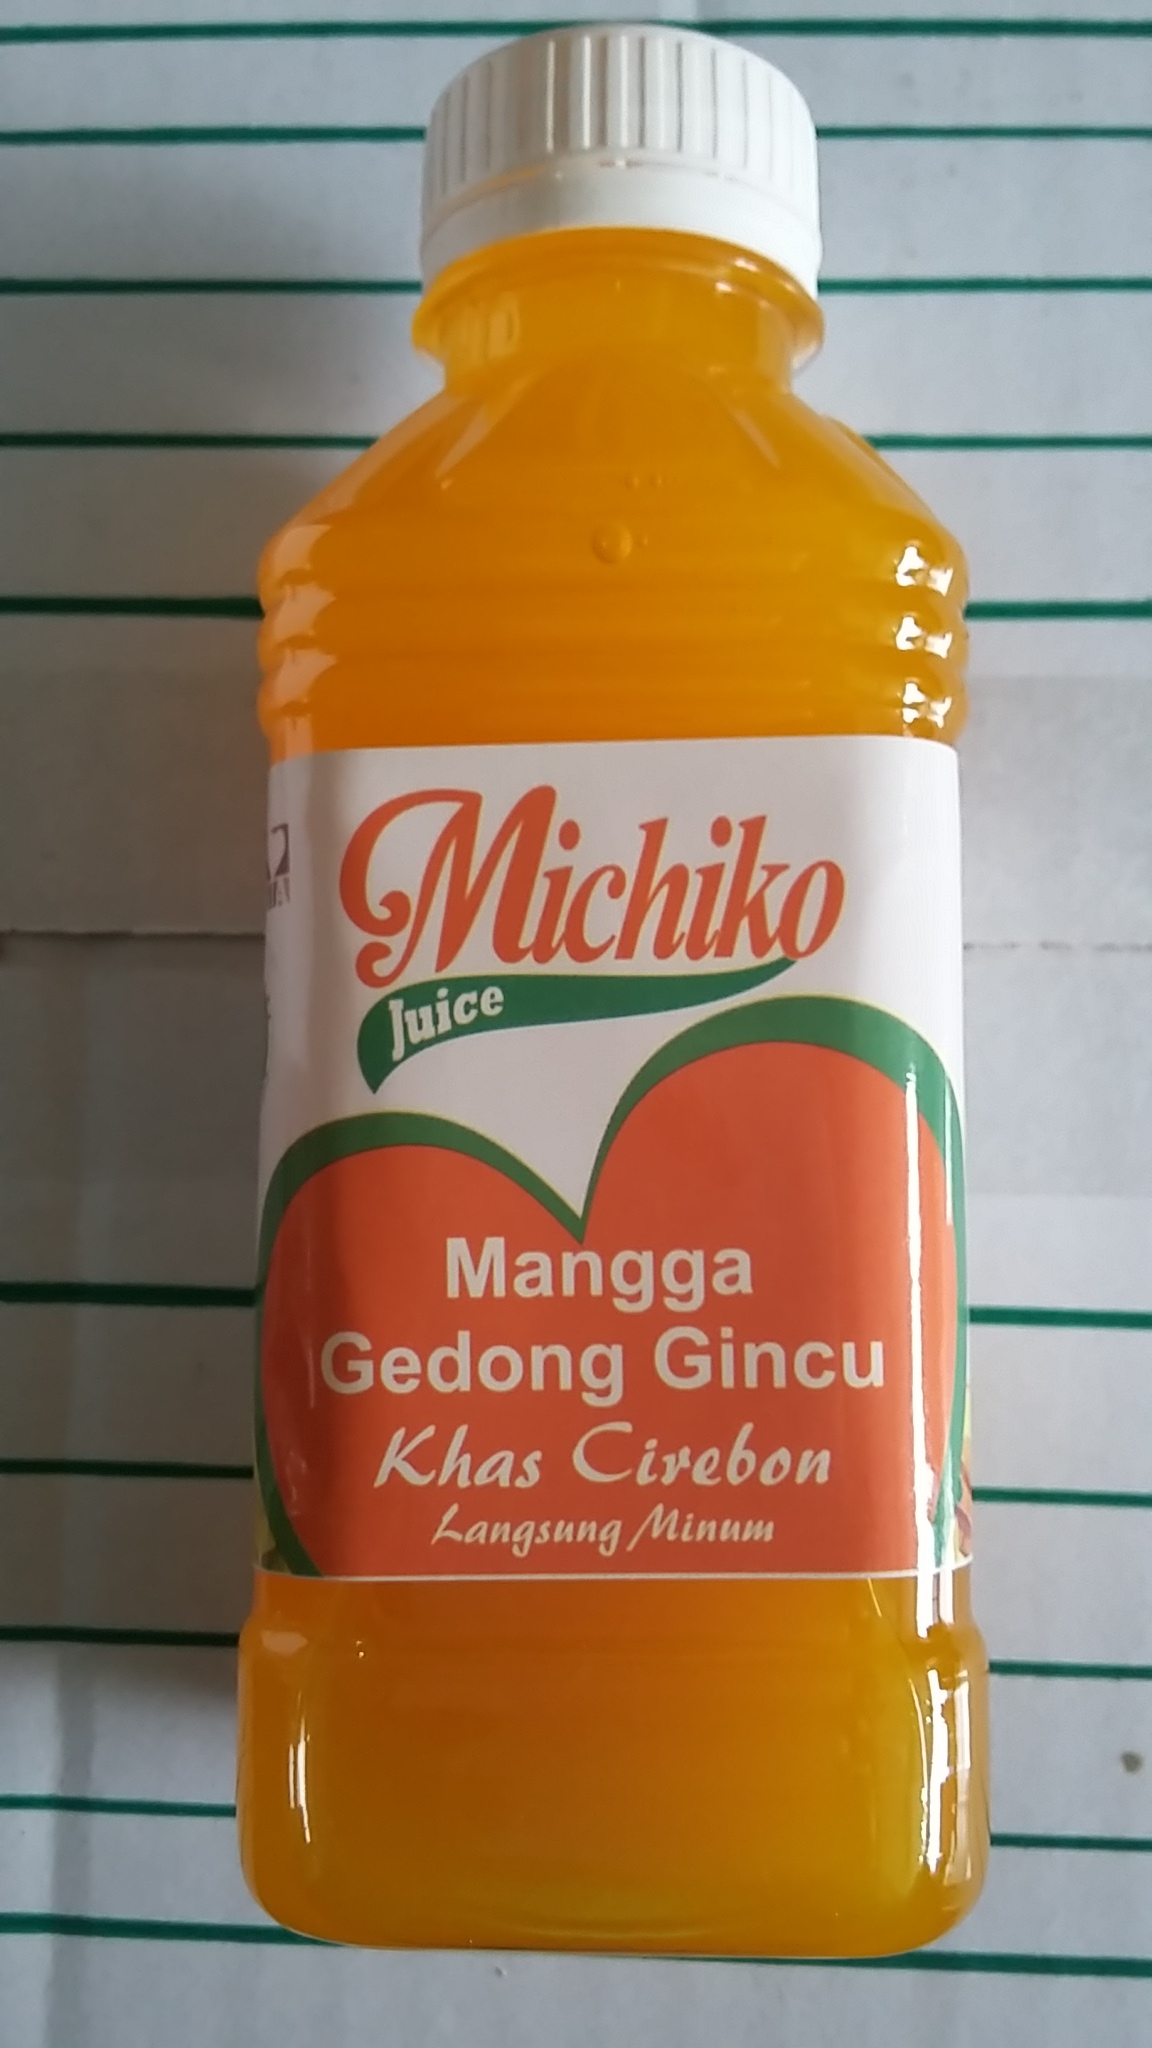 Michiko
Juice
Mangga
Gedong Gincu
Khas Cirebon
Langsung Minum